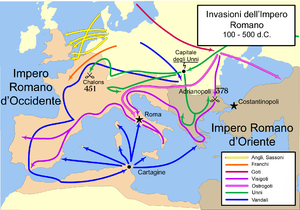 Invasioni dell'Impero
Romano
100 - 500 d.C.
Capitale
degli Unni
Impero
Romano
d'Occidente
Chalons
451
Adrianopoli
378
Costantinopoli
Roma
Impero Romano
d'Oriente
Cartagine
Angli, Sassoni
Franchi
Goti
Visigoti
Ostrogoti
Unni
Vandali